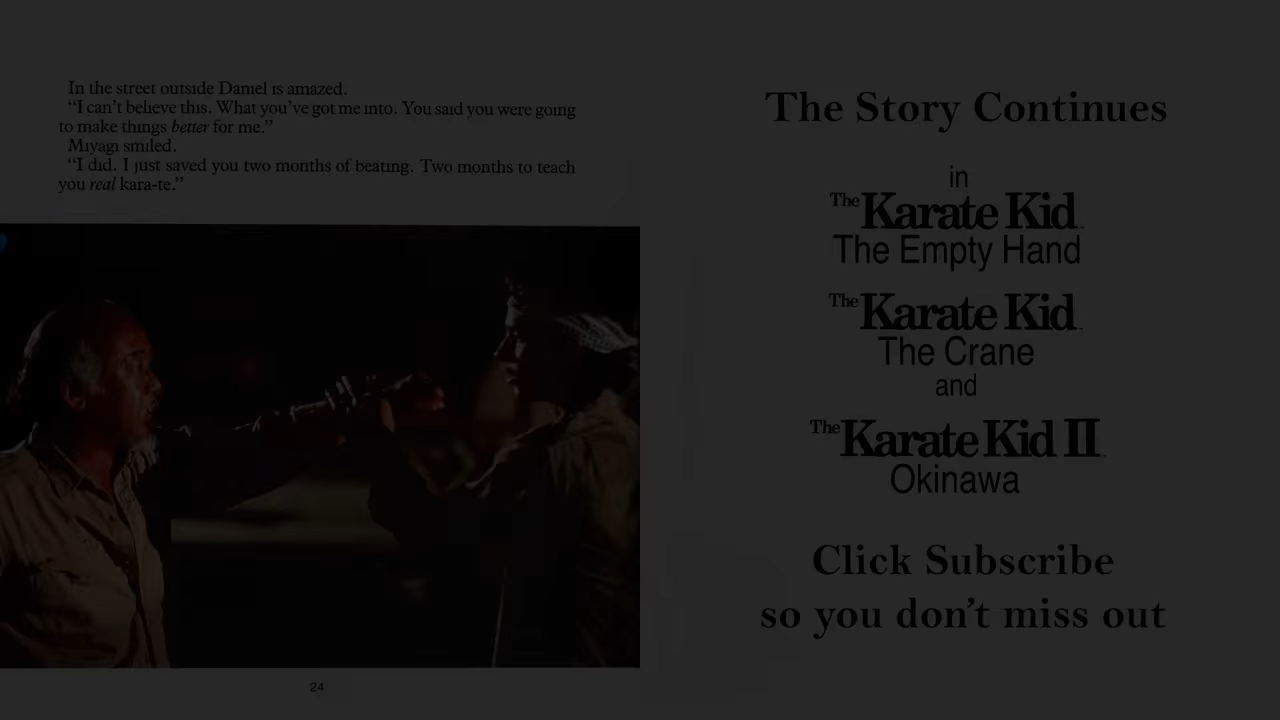 In the street outside Daniel is amazed.
“I can’t believe this. What you’ve got me into. You said you were going
to make things better for me.”
Miyagi smiled.
“I did. I just saved you two months of beating. Two months to teach
you real kara-te.”
24
The Story Continues
in
The Karate Kid
The Empty Hand
The Karate Kid
The Crane
and
The Karate Kid II
Okinawa
Click Subscribe
so you don’t miss out